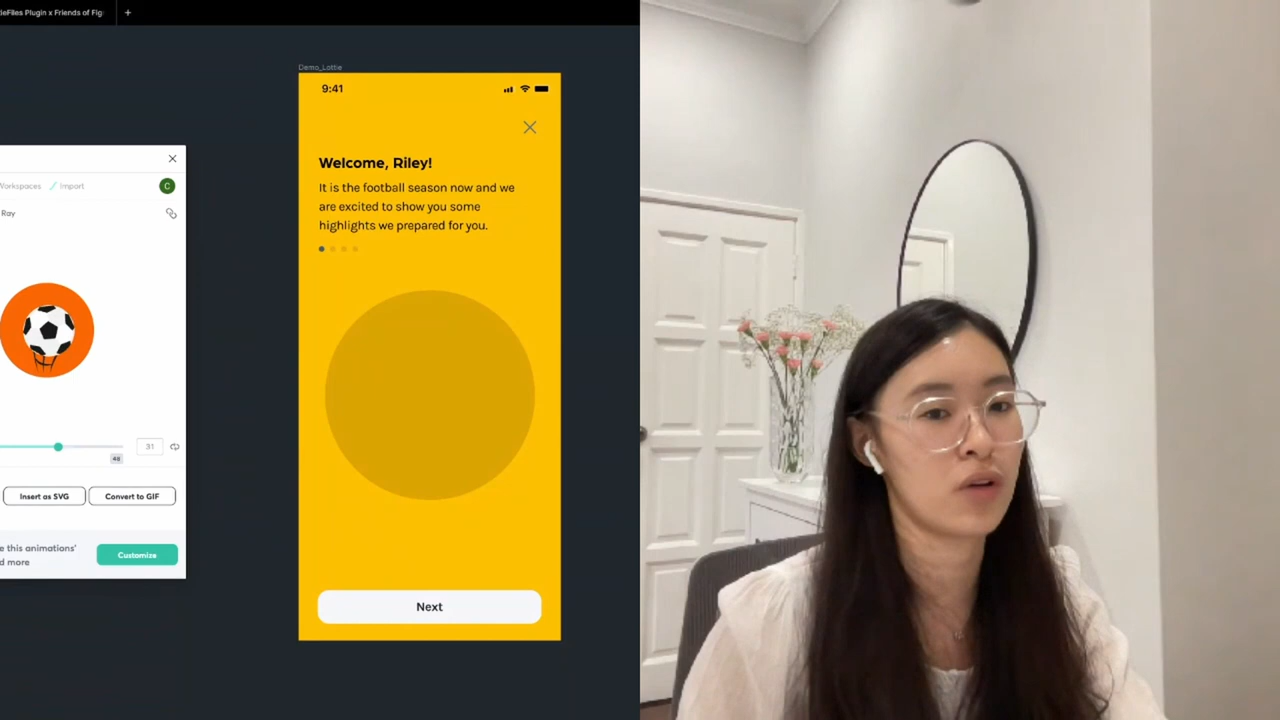 tieFiles Plugin x Friends of Fig
Demo_Lottie
9:41
Welcome, Riley!
It is the football season now and we
are excited to show you some
highlights we prepared for you.
Next
Workspaces
Import
C
Ray
31
46
Insert as SVG
Convert to GIF
e this animations'
d more
Customize